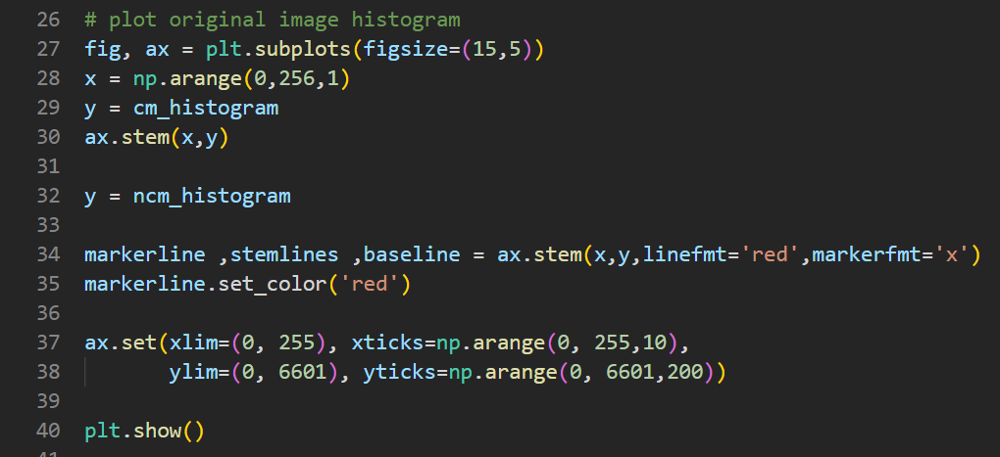 26 # plot original image histogram
27 fig, ax = plt.subplots(figsize=(15,5))
28 x = np.arange(0,256,1)
29 y = cm_histogram
30 ax.stem(x,y)
31
32 y = ncm_histogram
33
34 markerline ,stemlines ,baseline = ax.stem(x,y,linefmt='red',markerfmt='x')
35 markerline.set_color('red')
36
37 ax.set(xlim=(0, 255), xticks=np.arange(0, 255,10),
38        ylim=(0, 6601), yticks=np.arange(0, 6601,200))
39
40 plt.show()
41